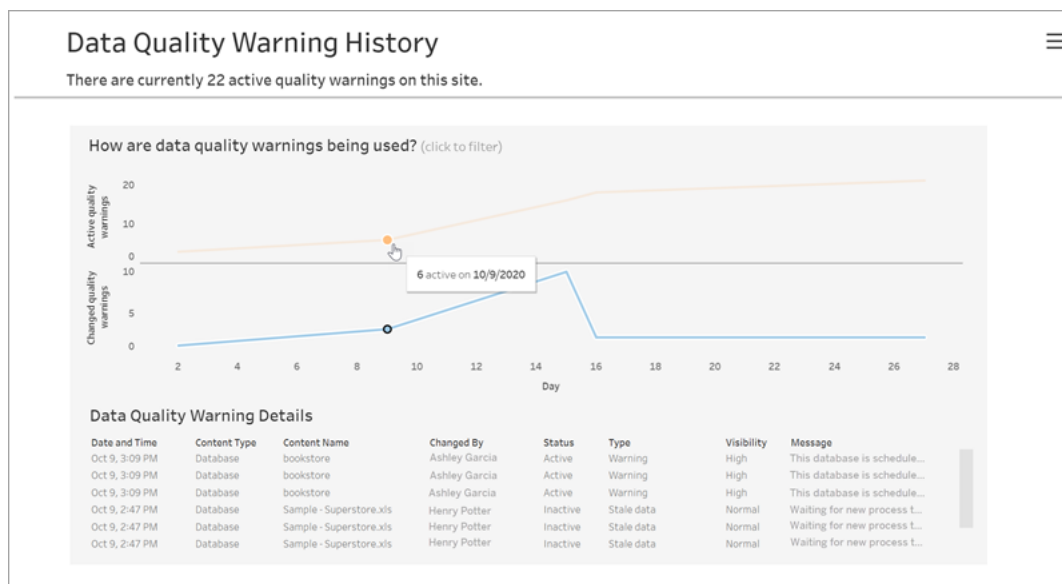 Data Quality Warning History
There are currently 22 active quality warnings on this site.
How are data quality warnings being used? (click to filter)
Active quality
warnings
20
10
0
6 active on 10/9/2020
Changed quality
warnings
10
5
0
2 4 6 8 10 12 14 16 18 20 22 24 26 28
Day
Data Quality Warning Details
Date and Time Content Type Content Name Changed By Status Type Visibility Message
Oct 9, 3:09 PM Database bookstore Ashley Garcia Active Warning High This database is schedule...
Oct 9, 3:09 PM Database bookstore Ashley Garcia Active Warning High This database is schedule...
Oct 9, 3:09 PM Database bookstore Ashley Garcia Active Warning High This database is schedule...
Oct 9, 2:47 PM Database Sample - Superstore.xls Henry Potter Inactive Stale data Normal Waiting for new process t...
Oct 9, 2:47 PM Database Sample - Superstore.xls Henry Potter Inactive Stale data Normal Waiting for new process t...
Oct 9, 2:47 PM Database Sample - Superstore.xls Henry Potter Inactive Stale data Normal Waiting for new process t...